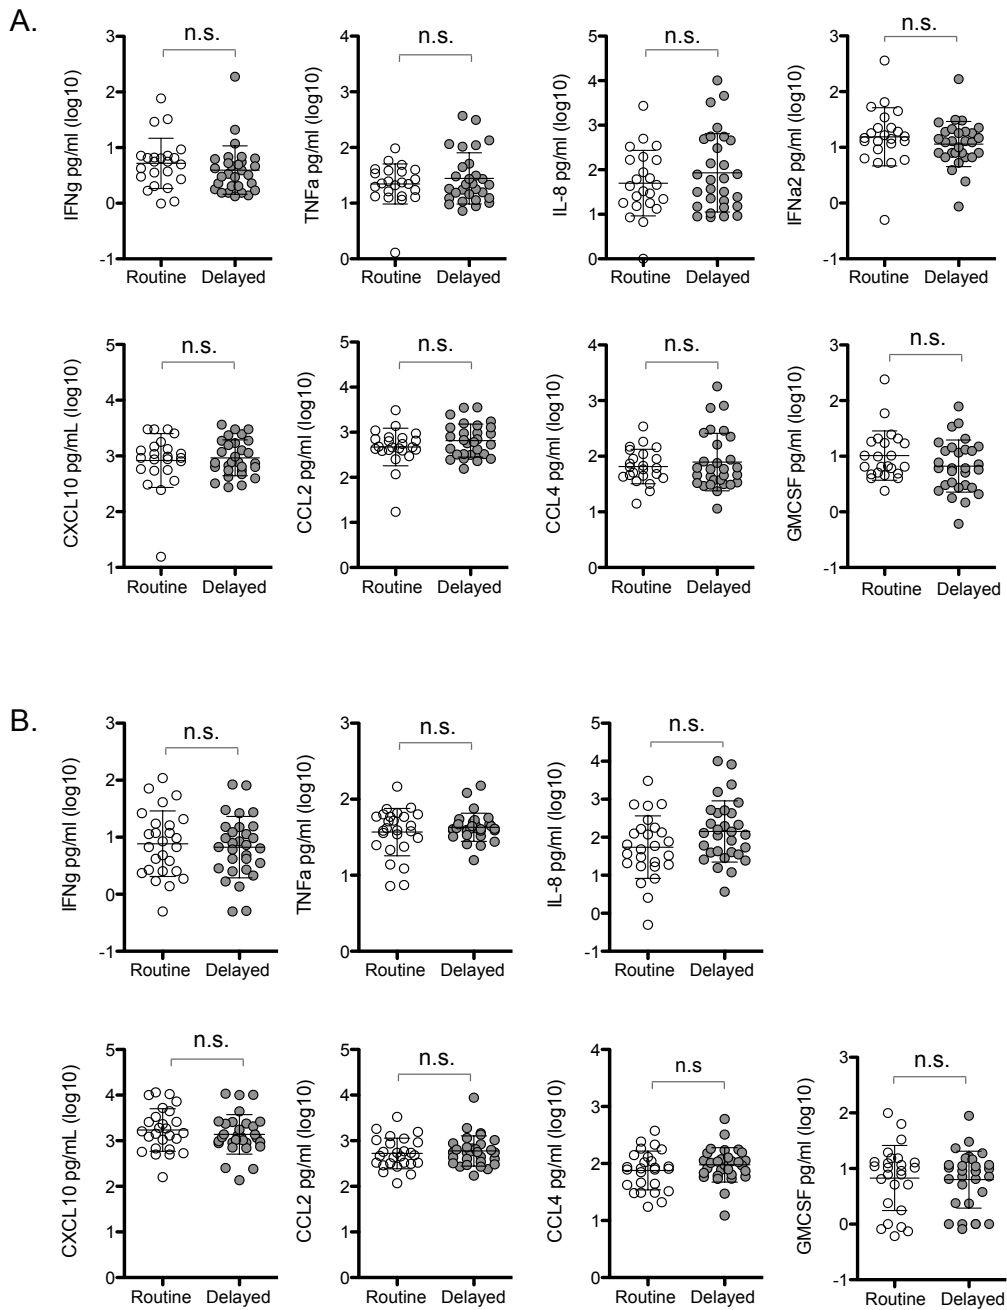 A.
n.s. n.s. n.s. n.s.
IFNg pg/ml (log10)
3
2
1
0
-1
Routine Delayed
TNFa pg/ml (log10)
4
3
2
1
0
Routine Delayed
IL-8 pg/ml (log10)
5
4
3
2
1
0
Routine Delayed
IFNa2 pg/ml (log10)
3
2
1
0
-1
Routine Delayed
n.s. n.s. n.s. n.s.
CXCL10 pg/mL (log10)
5
4
3
2
1
Routine Delayed
CCL2 pg/ml (log10)
5
4
3
2
1
0
Routine Delayed
CCL4 pg/ml (log10)
4
3
2
1
0
Routine Delayed
GMCSF pg/ml (log10)
3
2
1
0
-1
Routine Delayed
B.
n.s. n.s. n.s.
IFNg pg/ml (log10)
3
2
1
0
-1
Routine Delayed
TNFa pg/ml (log10)
3
2
1
0
Routine Delayed
IL-8 pg/ml (log10)
5
4
3
2
1
0
-1
Routine Delayed
n.s. n.s. n.s n.s.
CXCL10 pg/mL (log10)
5
4
3
2
1
0
Routine Delayed
CCL2 pg/ml (log10)
5
4
3
2
1
0
Routine Delayed
CCL4 pg/ml (log10)
4
3
2
1
0
Routine Delayed
GMCSF pg/ml (log10)
3
2
1
0
-1
Routine Delayed